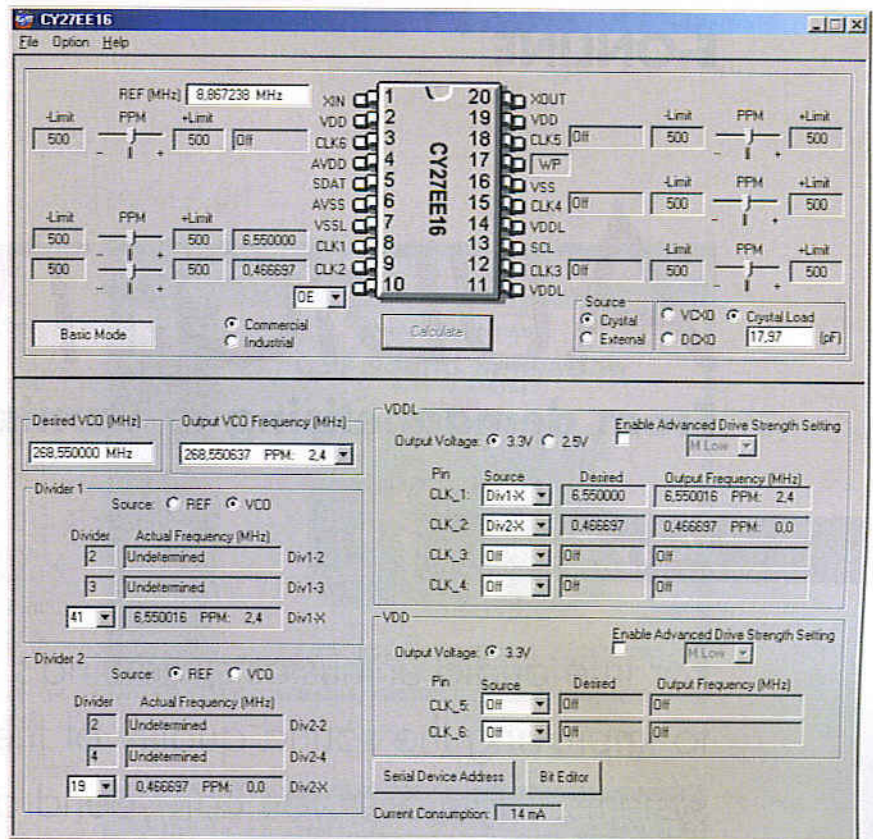 CY27EE16
File Option Help
REF (MHz) 8,867238 MHz
-Limit PPM +Limit
500 500 Off
- +
-Limit PPM +Limit
500 500 6,550000
500 500 0,466697
- +
XIN
VDD
CLK6
AVDD
SDAT
AVSS
VSSL
CLK1
CLK2
OE
1
2
3
4
5
6
7
8
9
10
CY27EE16
20
19
18
17
16
15
14
13
12
11
XOUT
VDD
CLK5 Off
WP
VSS
CLK4 Off
VDDL
SCL
CLK3 Off
VDDL
-Limit PPM +Limit
500 500
- +
-Limit PPM +Limit
500 500
- +
-Limit PPM +Limit
500 500
- +
Basic Mode
Commercial
Industrial
Calculate
Source
Crystal
External
VCXO
DCXO
Crystal Load
17,97 (pF)
Desired VCO (MHz)
268,550000 MHz
Output VCO Frequency (MHz)
268,550637 PPM: 2,4
Divider 1
Source: REF VCO
Divider Actual Frequency (MHz)
2 Undetermined Div1-2
3 Undetermined Div1-3
41 6,550016 PPM: 2,4 Div1-X
Divider 2
Source: REF VCO
Divider Actual Frequency (MHz)
2 Undetermined Div2-2
4 Undetermined Div2-4
19 0,466697 PPM: 0,0 Div2-X
VDDL
Output Voltage: 3.3V 2.5V
Enable Advanced Drive Strength Setting
M.Low
Pin Source Desired Output Frequency (MHz)
CLK_1: Div1-X 6,550000 6,550016 PPM: 2,4
CLK_2: Div2-X 0,466697 0,466697 PPM: 0,0
CLK_3: Off Off Off
CLK_4: Off Off Off
VDD
Output Voltage: 3.3V
Enable Advanced Drive Strength Setting
M.Low
Pin Source Desired Output Frequency (MHz)
CLK_5: Off Off Off
CLK_6: Off Off Off
Serial Device Address
Bit Editor
Current Consumption: 14 mA